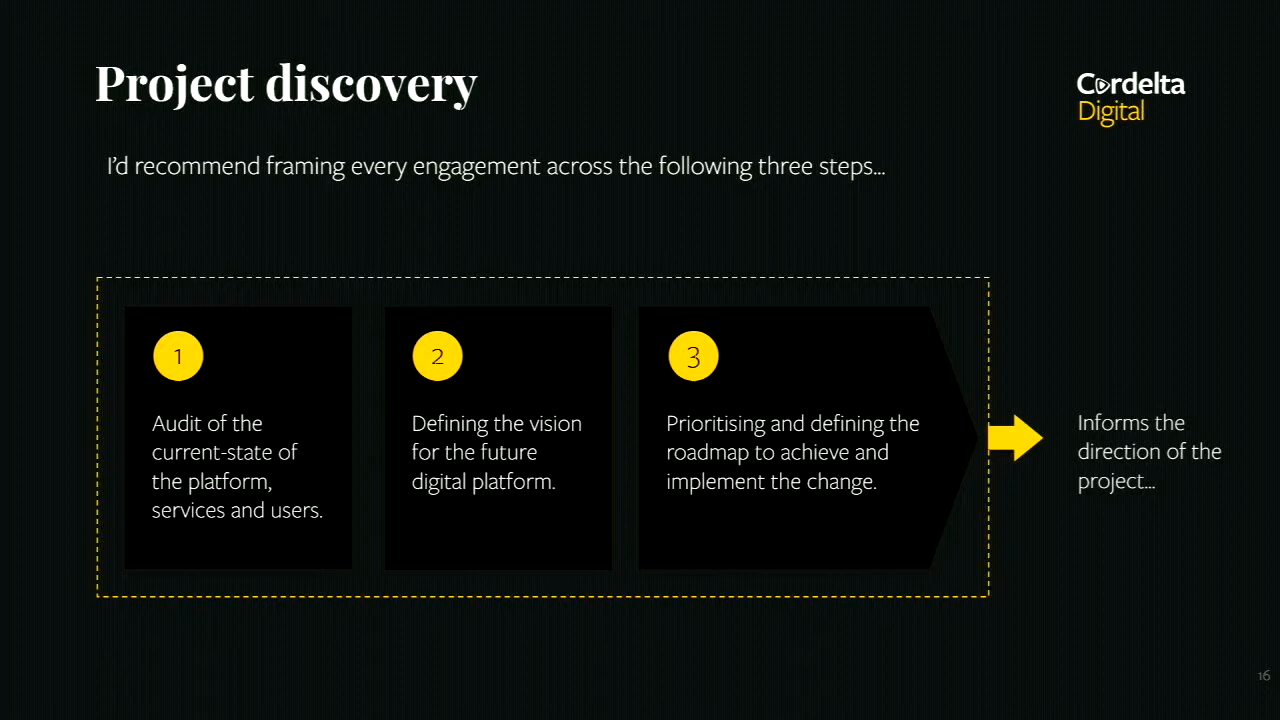 Project discovery
Cordelta
Digital
I'd recommend framing every engagement across the following three steps...
1
Audit of the
current-state of
the platform,
services and users.
2
Defining the vision
for the future
digital platform.
3
Prioritising and defining the
roadmap to achieve and
implement the change.
Informs the
direction of the
project...
16